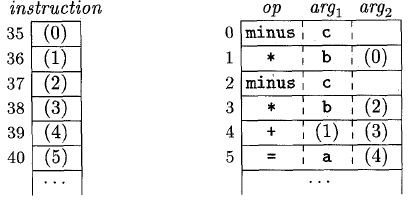 instruction op arg1 arg2
35 (0) 0 minus c
36 (1) 1 * b (0)
37 (2) 2 minus c
38 (3) 3 * b (2)
39 (4) 4 + (1) (3)
40 (5) 5 = a (4)
... ...